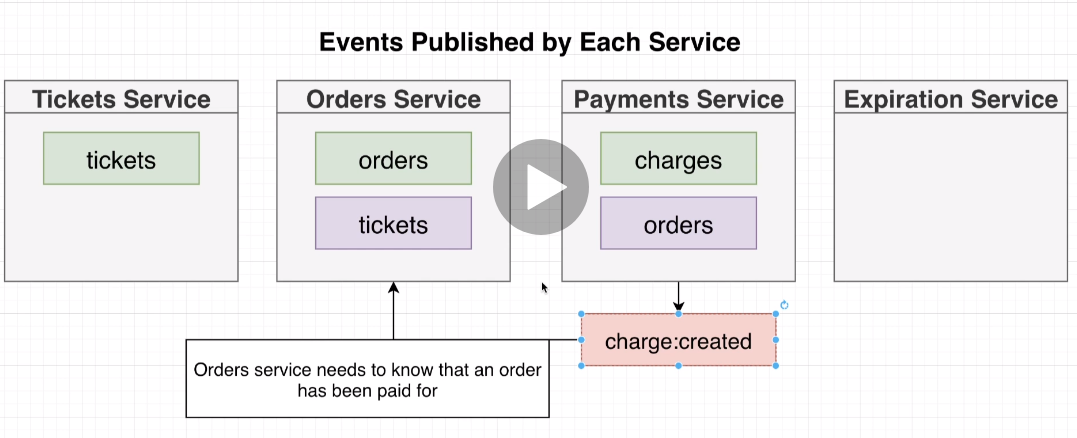 Events Published by Each Service
Tickets Service
Orders Service
Payments Service
Expiration Service
tickets
orders
charges
tickets
orders
charge:created
Orders service needs to know that an order
has been paid for